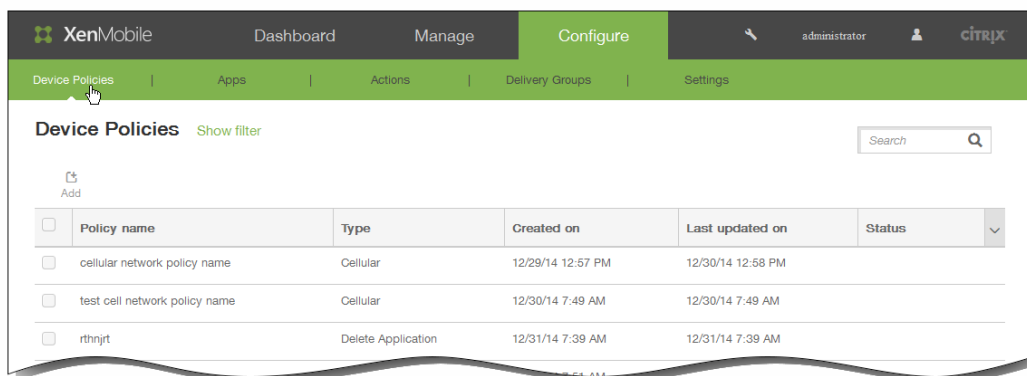 XenMobile Dashboard Manage Configure administrator CITRIX
Device Policies | Apps | Actions | Delivery Groups | Settings
Device Policies Show filter
Search
Add
Policy name Type Created on Last updated on Status
cellular network policy name Cellular 12/29/14 12:57 PM 12/30/14 12:58 PM
test cell network policy name Cellular 12/30/14 7:49 AM 12/30/14 7:49 AM
rthnjrt Delete Application 12/31/14 7:39 AM 12/31/14 7:39 AM